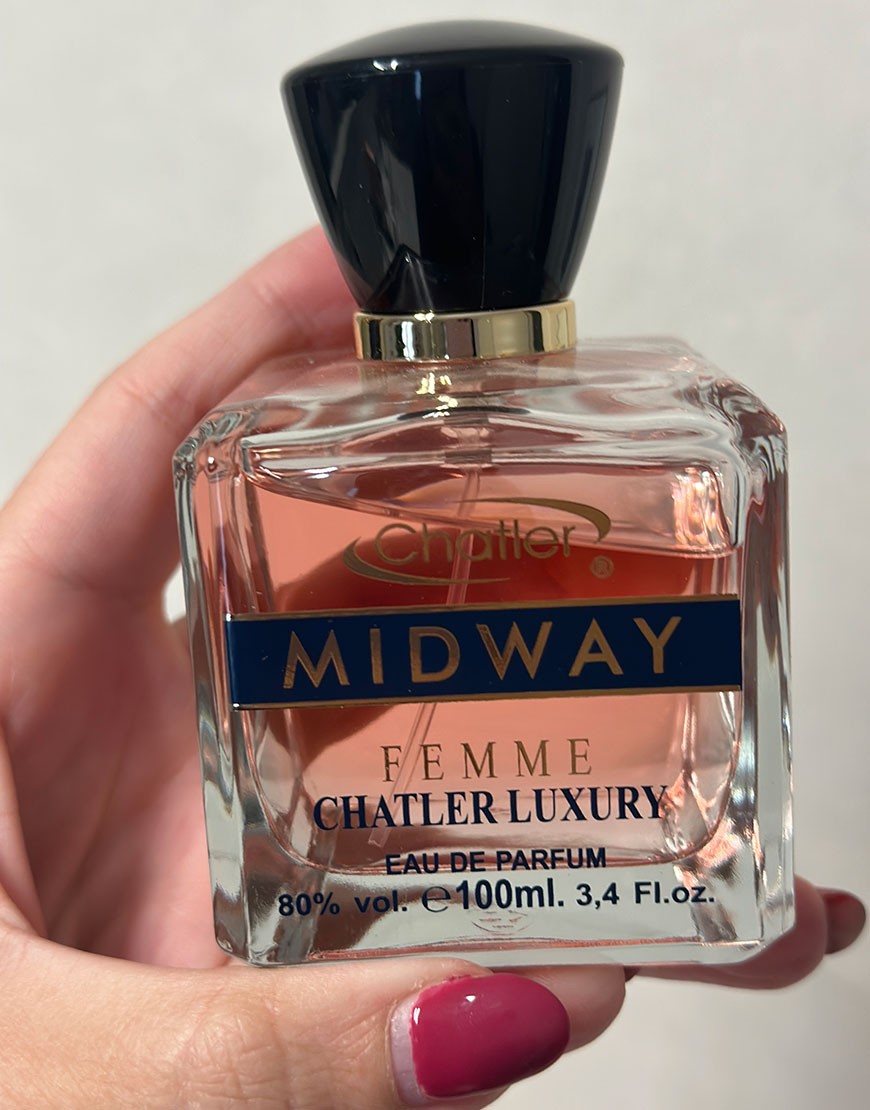 Chatler ®
MIDWAY
FEMME
CHATLER LUXURY
EAU DE PARFUM
80% vol. ℮100ml. 3,4 Fl.oz.